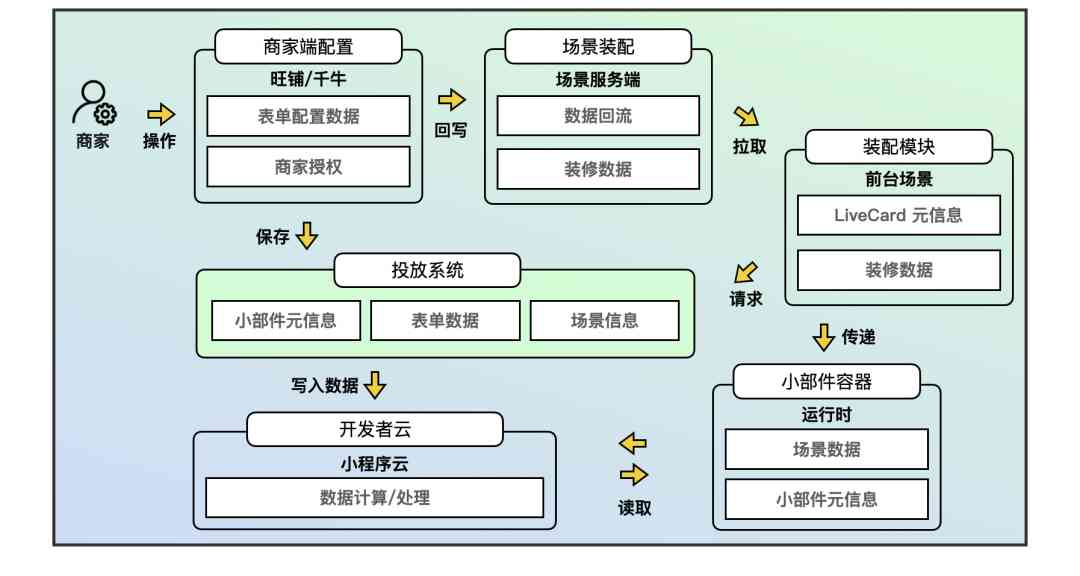 商家
操作
商家端配置
旺铺/千牛
表单配置数据
商家授权
回写
场景装配
场景服务端
数据回流
装修数据
拉取
装配模块
前台场景
LiveCard 元信息
装修数据
保存
请求
投放系统
小部件元信息
表单数据
场景信息
传递
写入数据
小部件容器
运行时
场景数据
小部件元信息
开发者云
小程序云
数据计算/处理
读取